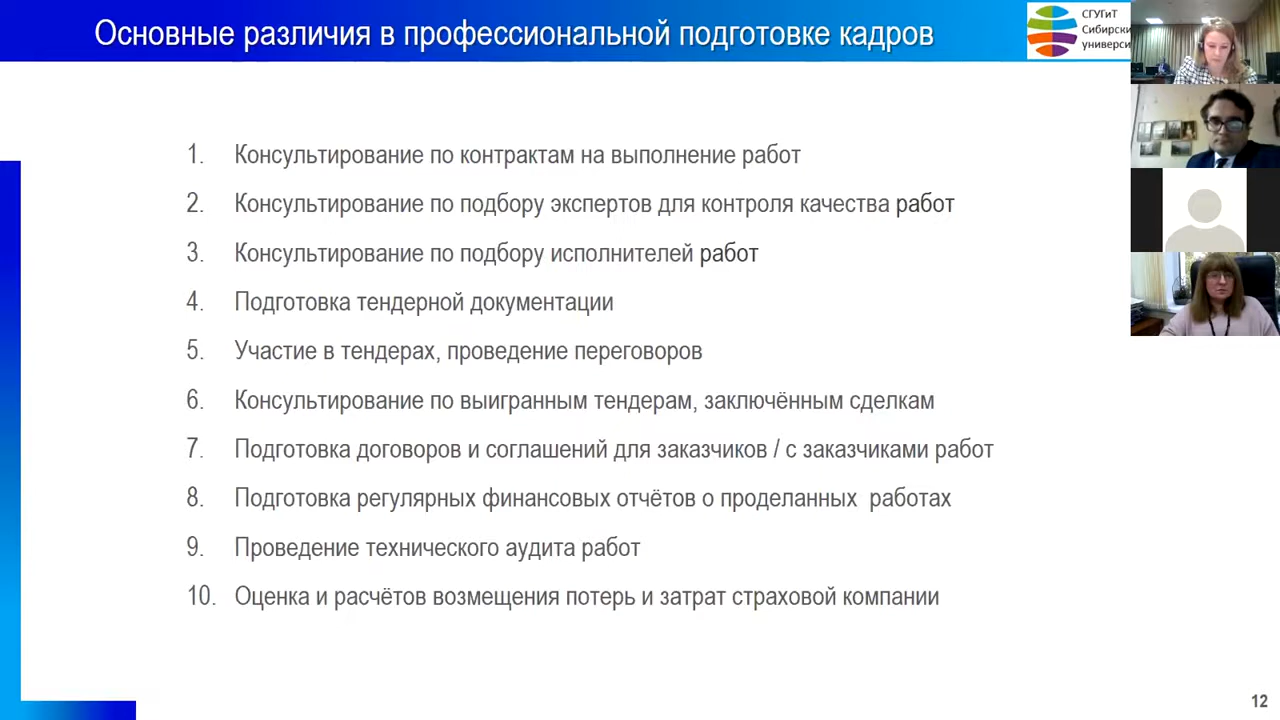 Основные различия в профессиональной подготовке кадров
СГУГиТ
Сибирски
универси
1. Консультирование по контрактам на выполнение работ
2. Консультирование по подбору экспертов для контроля качества работ
3. Консультирование по подбору исполнителей работ
4. Подготовка тендерной документации
5. Участие в тендерах, проведение переговоров
6. Консультирование по выигранным тендерам, заключённым сделкам
7. Подготовка договоров и соглашений для заказчиков / с заказчиками работ
8. Подготовка регулярных финансовых отчётов о проделанных работах
9. Проведение технического аудита работ
10. Оценка и расчётов возмещения потерь и затрат страховой компании
12